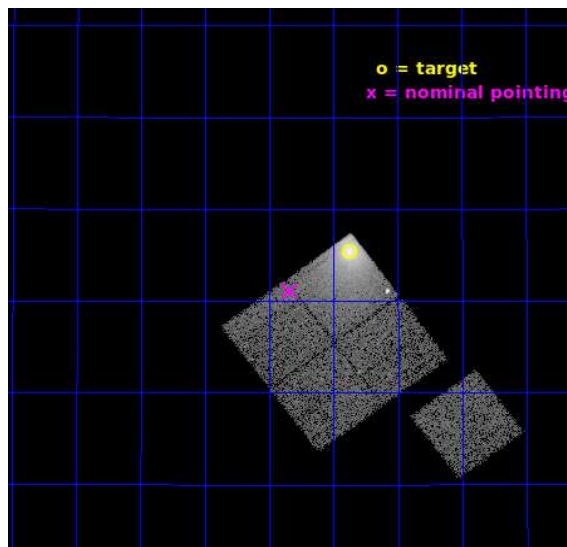 o = target
x = nominal pointing